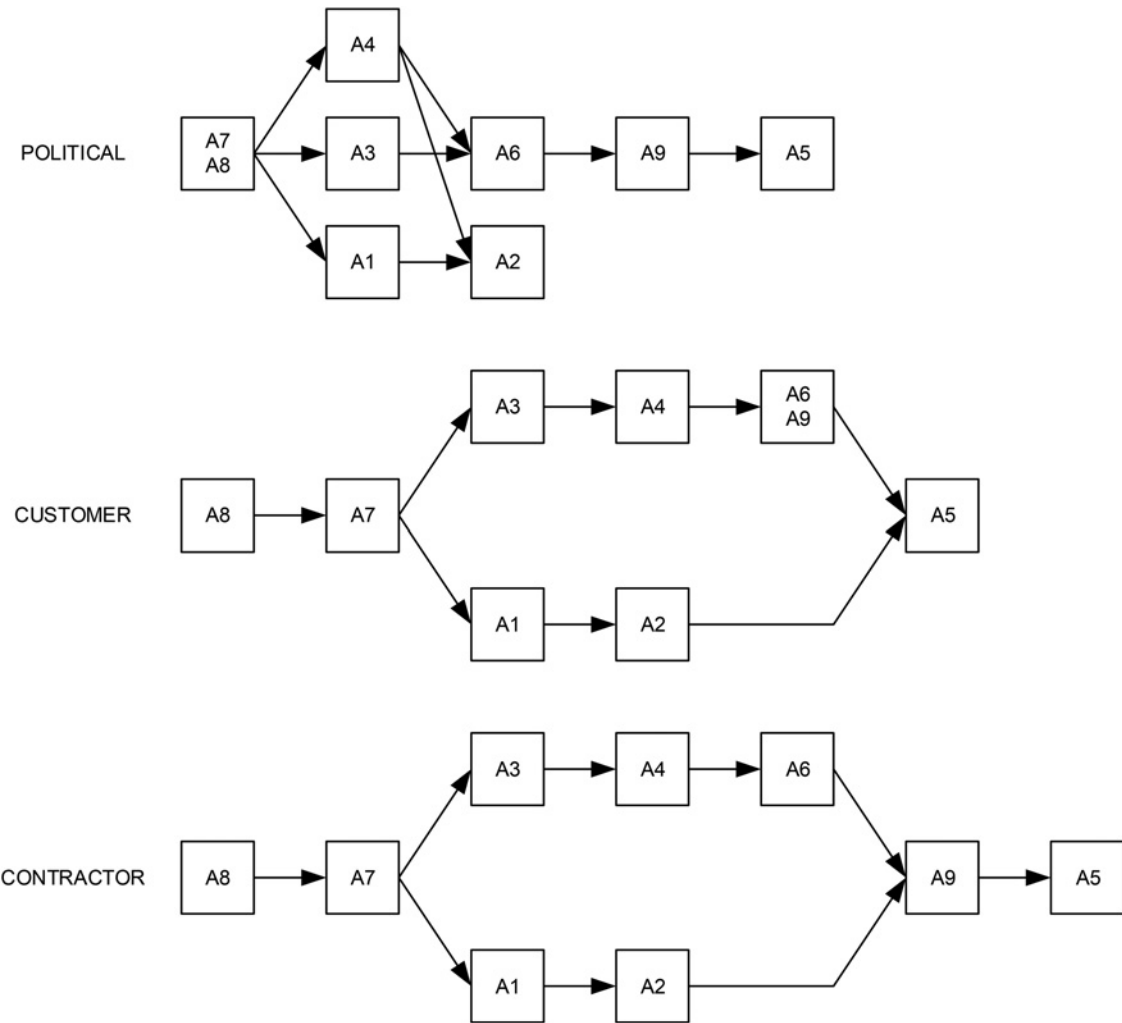 A4
POLITICAL
A7
A8
A3
A6
A9
A5
A1
A2
A3
A4
A6
A9
CUSTOMER
A8
A7
A5
A1
A2
A3
A4
A6
CONTRACTOR
A8
A7
A9
A5
A1
A2